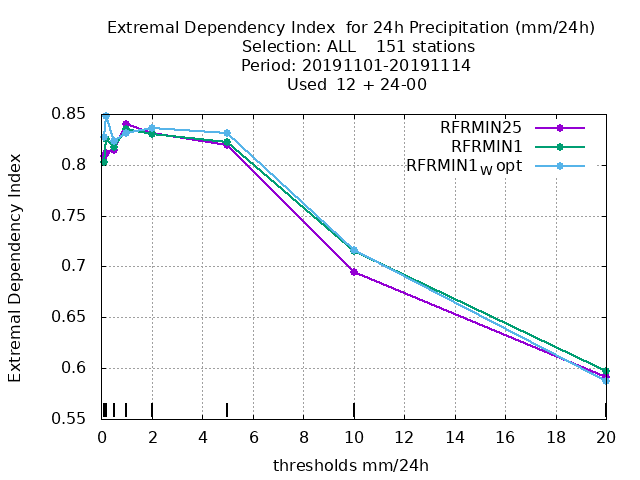 Extremal Dependency Index  for 24h Precipitation (mm/24h)
Selection: ALL    151 stations
Period: 20191101-20191114
Used  12 + 24-00
Extremal Dependency Index
0.85
0.8
0.75
0.7
0.65
0.6
0.55
RFRMIN25
RFRMIN1
RFRMIN1W opt
0 2 4 6 8 10 12 14 16 18 20
thresholds mm/24h